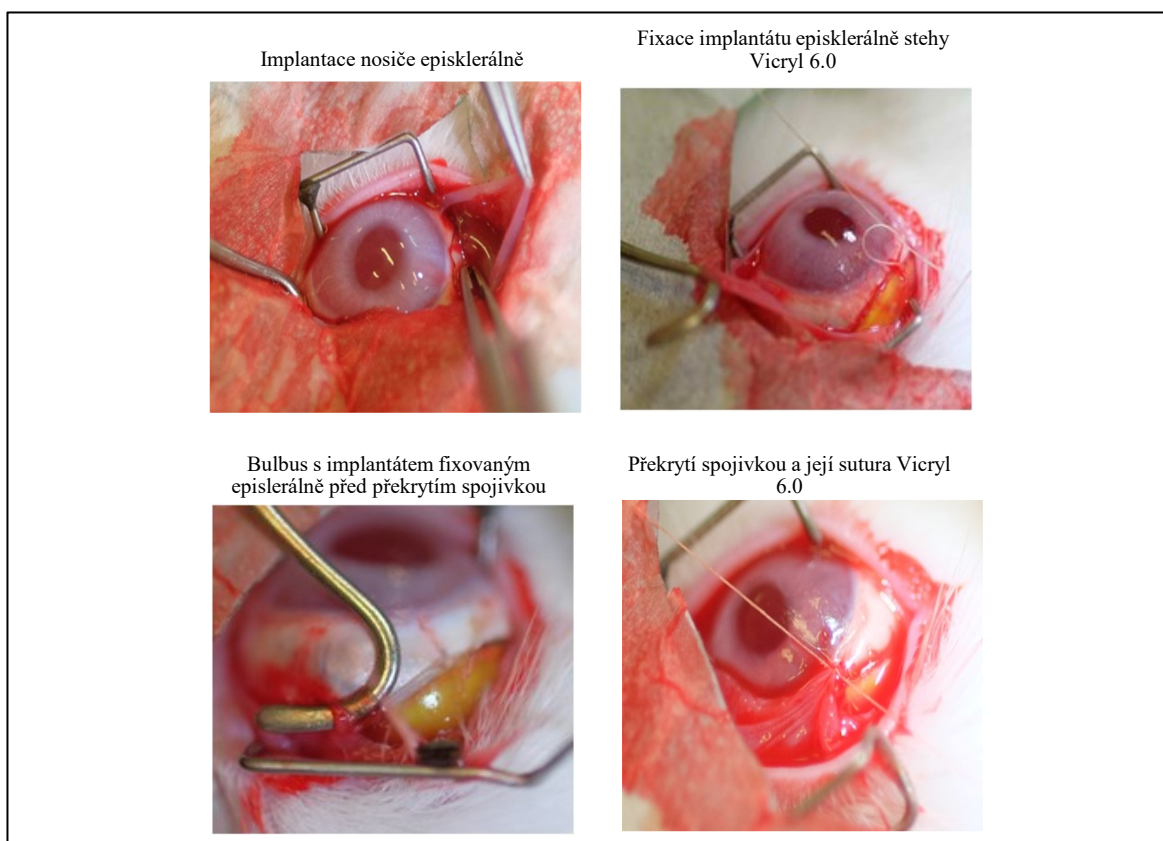 Implantace nosiče episklerálně
Fixace implantátu episklerálně stehy
Vicryl 6.0
Bulbus s implantátem fixovaným
epislerálně před překrytím spojivkou
Překrytí spojivkou a její sutura Vicryl
6.0